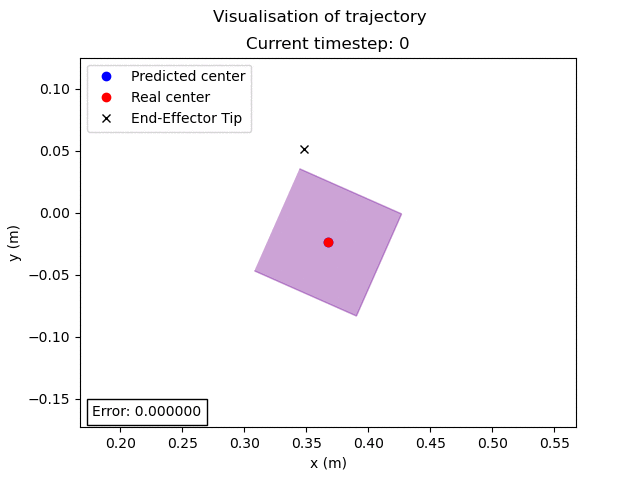 Visualisation of trajectory
Current timestep: 0
Predicted center
Real center
End-Effector Tip
0.10
0.05
0.00
−0.05
−0.10
−0.15
y (m)
Error: 0.000000
0.20 0.25 0.30 0.35 0.40 0.45 0.50 0.55
x (m)